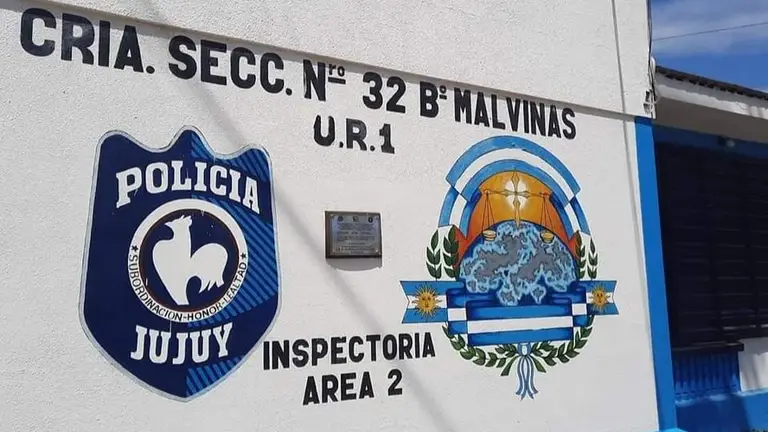 CRIA. SECC. Nro 32 Bº MALVINAS
U.R.1
POLICIA
SUBORDINACION-HONOR-LEALTAD
JUJUY
INSPECTORIA
AREA 2